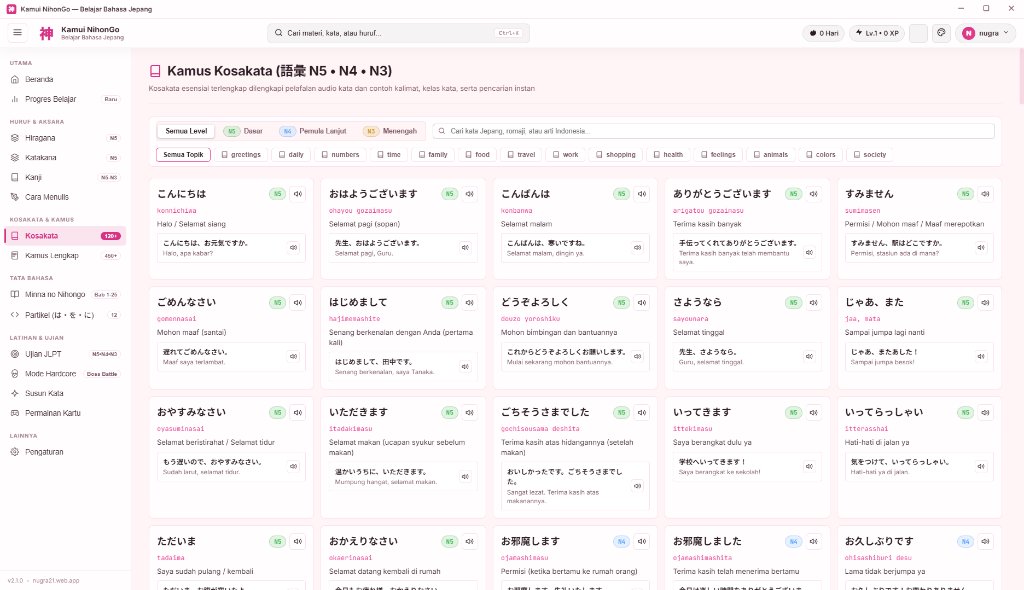 Kamui NihonGo — Belajar Bahasa Jepang
神
Kamui NihonGo
Belajar Bahasa Jepang
Cari materi, kata, atau huruf...
Ctrl+K
0 Hari
Lv.1 • 0 XP
N
nugra
UTAMA
Beranda
Progres Belajar
Baru
HURUF & AKSARA
Hiragana
N5
Katakana
N5
Kanji
N5-N3
Cara Menulis
KOSAKATA & KAMUS
Kosakata
120+
Kamus Lengkap
450+
TATA BAHASA
Minna no Nihongo
Bab 1-25
Partikel (は・を・に)
12
LATIHAN & UJIAN
Ujian JLPT
N5•N4•N3
Mode Hardcore
Boss Battle
Susun Kata
Permainan Kartu
LAINNYA
Pengaturan
v2.1.0 • nugra21.web.app
Kamus Kosakata (語彙 N5 • N4 • N3)
Kosakata esensial terlengkap dilengkapi pelafalan audio kata dan contoh kalimat, kelas kata, serta pencarian instan
Semua Level
N5 Dasar
N4 Pemula Lanjut
N3 Menengah
Cari kata Jepang, romaji, atau arti Indonesia...
Semua Topik
greetings
daily
numbers
time
family
food
travel
work
shopping
health
feelings
animals
colors
society
こんにちは
N5
konnichiwa
Halo / Selamat siang
こんにちは、お元気ですか。
Halo, apa kabar?
おはようございます
N5
ohayou gozaimasu
Selamat pagi (sopan)
先生、おはようございます。
Selamat pagi, Guru.
こんばんは
N5
konbanwa
Selamat malam
こんばんは、寒いですね。
Selamat malam, dingin ya.
ありがとうございます
N5
arigatou gozaimasu
Terima kasih banyak
手伝ってくれてありがとうございます。
Terima kasih banyak telah membantu
saya.
すみません
N5
sumimasen
Permisi / Mohon maaf / Maaf merepotkan
すみません、駅はどこですか。
Permisi, stasiun ada di mana?
ごめんなさい
N5
gomennasai
Mohon maaf (santai)
遅れてごめんなさい。
Maaf saya terlambat.
はじめまして
N5
hajimemashite
Senang berkenalan dengan Anda (pertama
kali)
はじめまして、田中です。
Senang berkenalan, saya Tanaka.
どうぞよろしく
N5
douzo yoroshiku
Mohon bimbingan dan bantuannya
これからどうぞよろしくお願いします。
Mulai sekarang mohon bantuannya.
さようなら
N5
sayounara
Selamat tinggal
先生、さようなら。
Guru, selamat tinggal.
じゃあ、また
N5
jaa, mata
Sampai jumpa lagi nanti
じゃあ、またあした！
Sampai jumpa besok!
おやすみなさい
N5
oyasuminasai
Selamat beristirahat / Selamat tidur
もう遅いので、おやすみなさい。
Sudah larut, selamat tidur.
いただきます
N5
itadakimasu
Selamat makan (ucapan syukur sebelum
makan)
温かいうちに、いただきます。
Mumpung hangat, selamat makan.
ごちそうさまでした
N5
gochisousama deshita
Terima kasih atas hidangannya (setelah
makan)
おいしかったです。ごちそうさまでし
た。
Sangat lezat. Terima kasih atas
makanannya.
いってきます
N5
ittekimasu
Saya berangkat dulu ya
学校へいってきます！
Saya berangkat ke sekolah!
いってらっしゃい
N5
itterasshai
Hati-hati di jalan ya
気をつけて、いってらっしゃい。
Hati-hati ya di jalan.
ただいま
N5
tadaima
Saya sudah pulang / kembali
おかえりなさい
N5
okaerinasai
Selamat datang kembali di rumah
お邪魔します
N4
ojamashimasu
Permisi (ketika bertamu ke rumah orang)
お邪魔しました
N4
ojamashimashita
Terima kasih telah menerima bertamu
お久しぶりです
N4
ohisashiburi desu
Lama tidak berjumpa ya